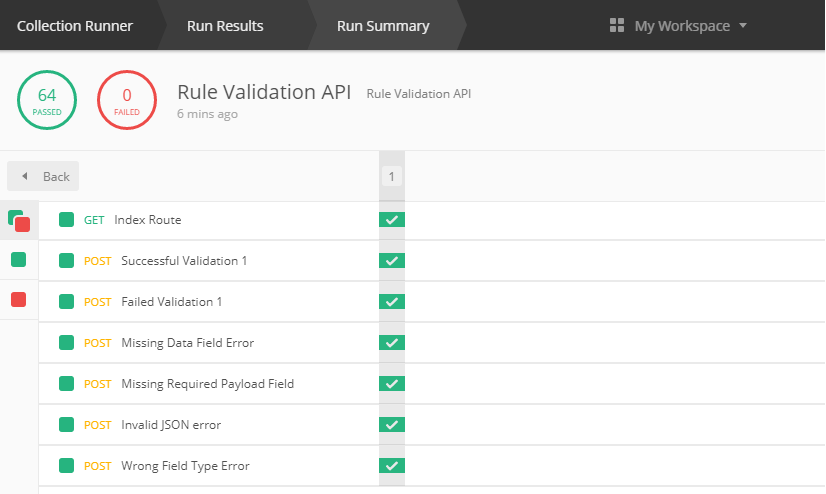 Collection Runner Run Results Run Summary My Workspace
64 PASSED
0 FAILED
Rule Validation API Rule Validation API
6 mins ago
Back 1
GET Index Route
POST Successful Validation 1
POST Failed Validation 1
POST Missing Data Field Error
POST Missing Required Payload Field
POST Invalid JSON error
POST Wrong Field Type Error